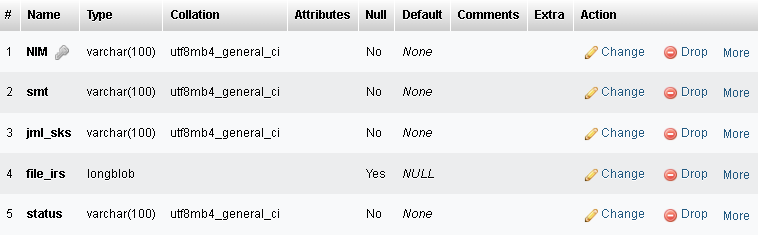 # Name Type Collation Attributes Null Default Comments Extra Action
1 NIM varchar(100) utf8mb4_general_ci No None Change Drop More
2 smt varchar(100) utf8mb4_general_ci No None Change Drop More
3 jml_sks varchar(100) utf8mb4_general_ci No None Change Drop More
4 file_irs longblob Yes NULL Change Drop More
5 status varchar(100) utf8mb4_general_ci No None Change Drop More